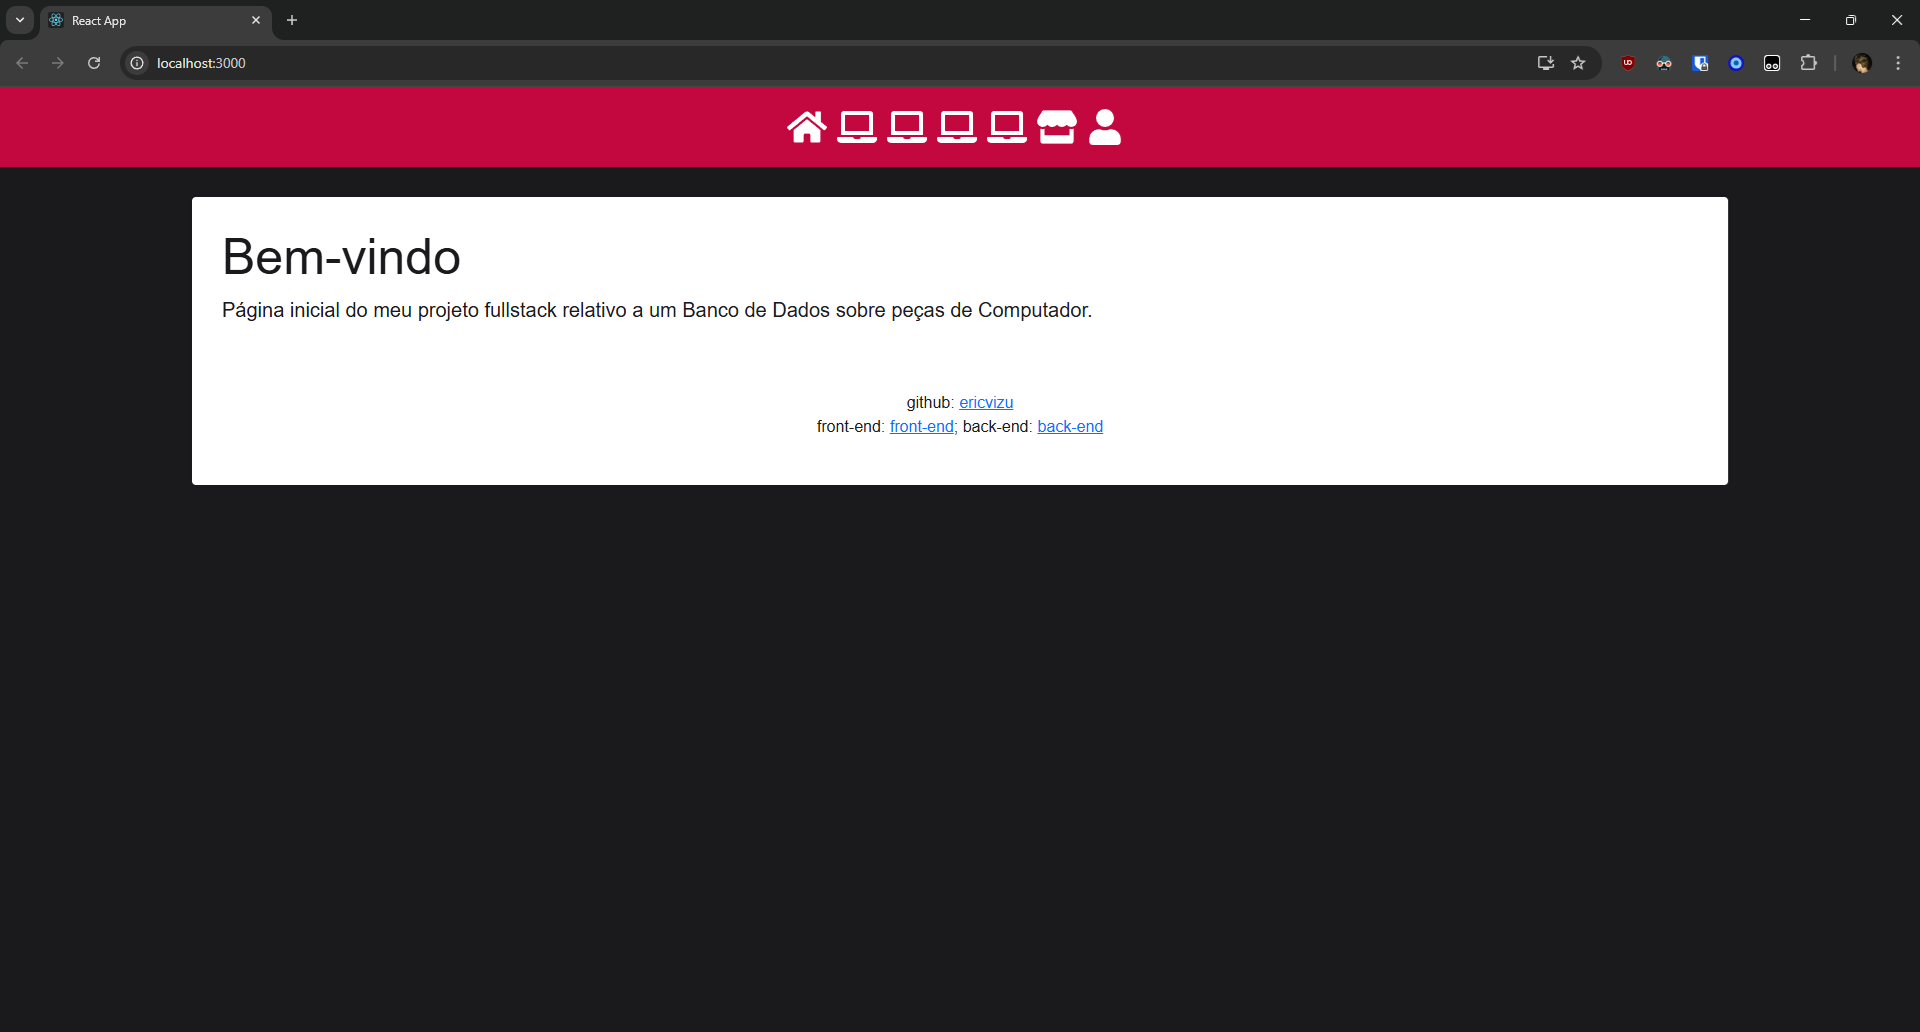 React App
localhost:3000
Bem-vindo
Página inicial do meu projeto fullstack relativo a um Banco de Dados sobre peças de Computador.
github: ericvizu
front-end: front-end; back-end: back-end